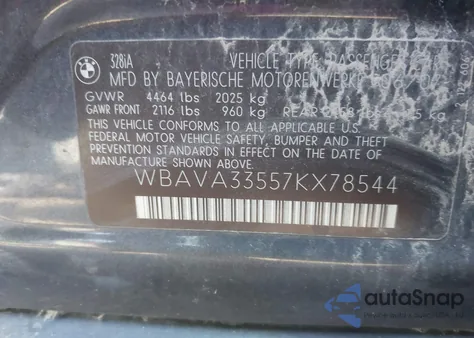 BMW
328iA
VEHICLE TYPE PASSENGER
MFD BY BAYERISCHE MOTORENWERKE
GVWR 4464 lbs 2025 kg
GAWR FRONT 2116 lbs 960 kg REAR
THIS VEHICLE CONFORMS TO ALL APPLICABLE U.S.
FEDERAL MOTOR VEHICLE SAFETY, BUMPER AND THEFT
PREVENTION STANDARDS IN EFFECT ON THE DATE OF
MANUFACTURE SHOWN ABOVE.
WBAVA33557KX78544
autoSnap